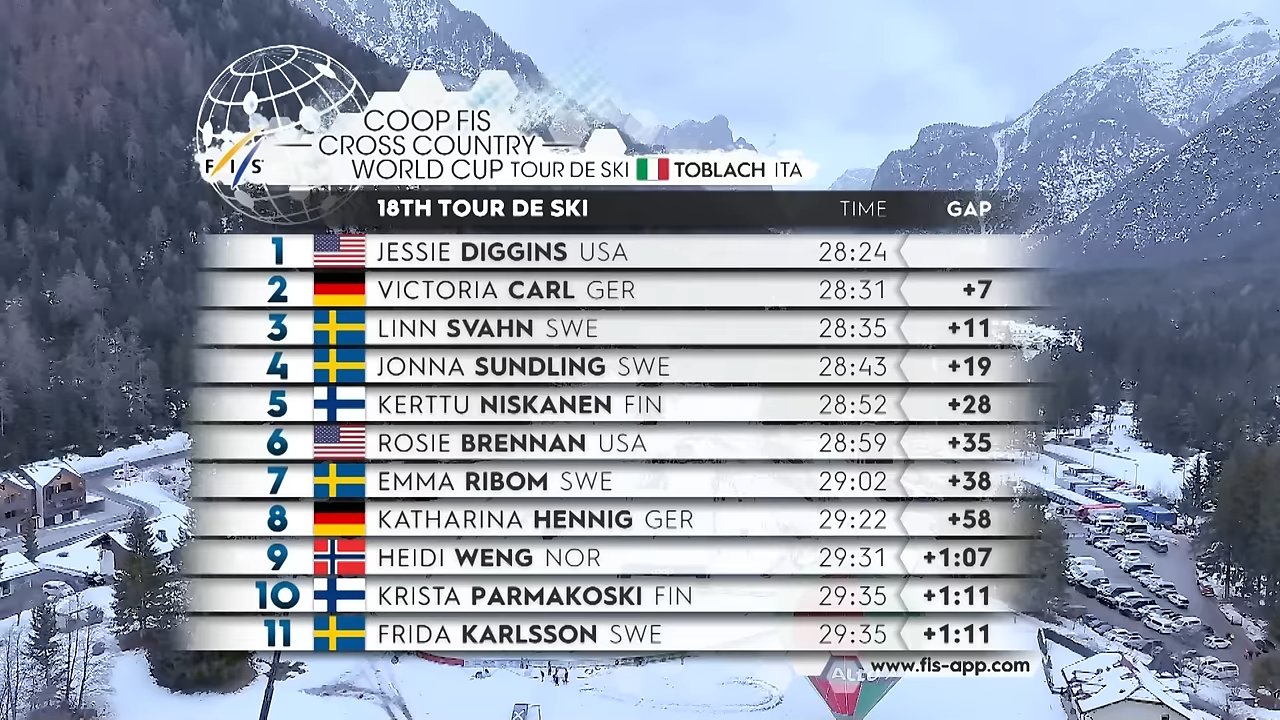 COOP FIS
CROSS COUNTRY
WORLD CUP TOUR DE SKI TOBLACH ITA
FIS
18TH TOUR DE SKI TIME GAP
1 JESSIE DIGGINS USA 28:24
2 VICTORIA CARL GER 28:31 +7
3 LINN SVAHN SWE 28:35 +11
4 JONNA SUNDLING SWE 28:43 +19
5 KERTTU NISKANEN FIN 28:52 +28
6 ROSIE BRENNAN USA 28:59 +35
7 EMMA RIBOM SWE 29:02 +38
8 KATHARINA HENNIG GER 29:22 +58
9 HEIDI WENG NOR 29:31 +1:07
10 KRISTA PARMAKOSKI FIN 29:35 +1:11
11 FRIDA KARLSSON SWE 29:35 +1:11
www.fis-app.com